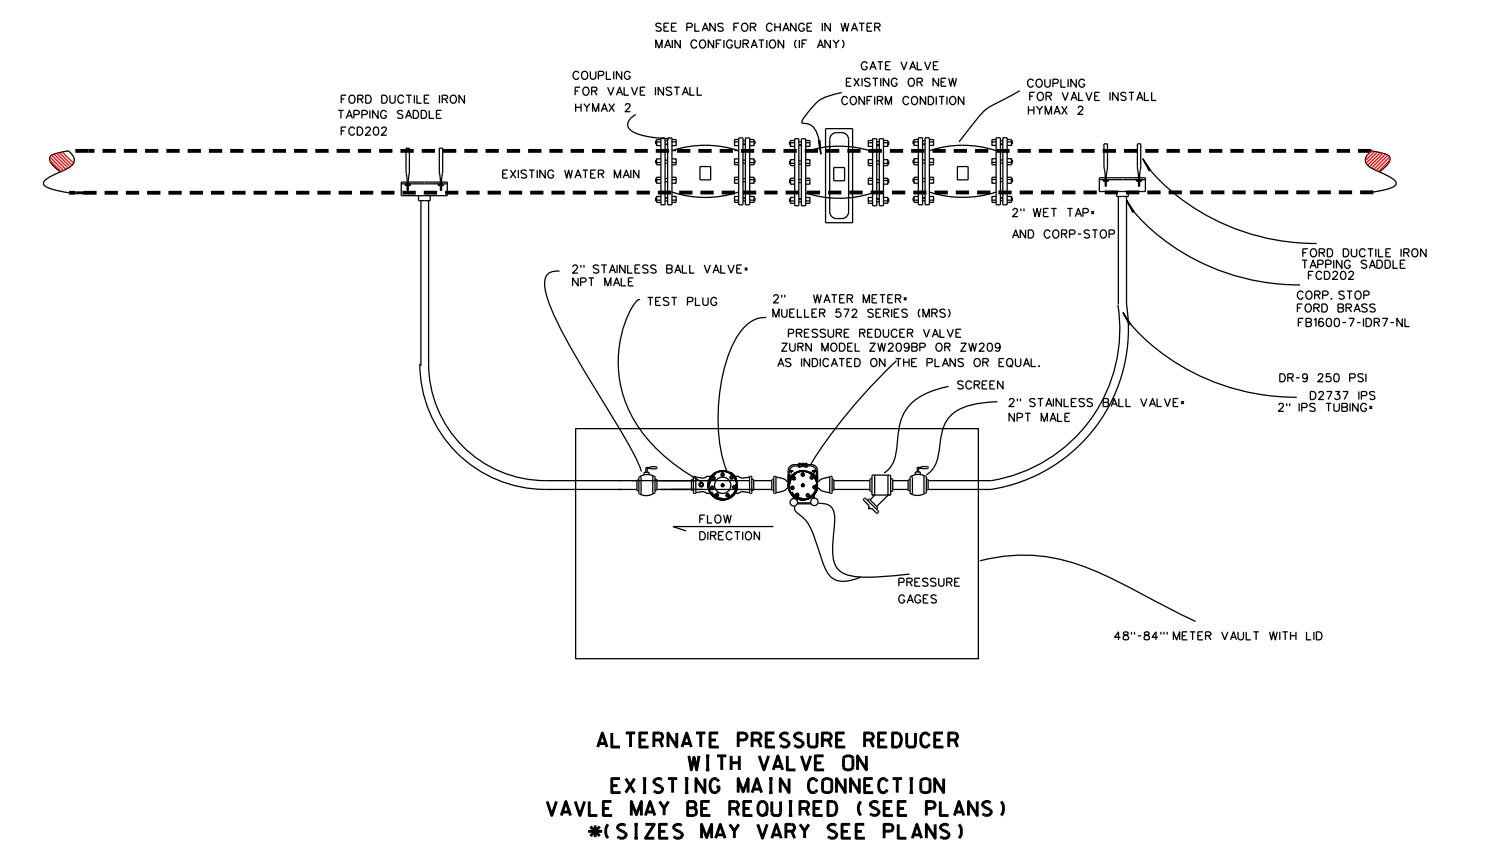 SEE PLANS FOR CHANGE IN WATER
MAIN CONFIGURATION (IF ANY)
GATE VALVE
EXISTING OR NEW
CONFIRM CONDITION
COUPLING
FOR VALVE INSTALL
HYMAX 2
COUPLING
FOR VALVE INSTALL
HYMAX 2
FORD DUCTILE IRON
TAPPING SADDLE
FCD202
EXISTING WATER MAIN
2" WET TAP*
AND CORP-STOP
FORD DUCTILE IRON
TAPPING SADDLE
FCD202
CORP. STOP
FORD BRASS
FB1600-7-IDR7-NL
2" STAINLESS BALL VALVE*
NPT MALE
TEST PLUG
2" WATER METER*
MUELLER 572 SERIES (MRS)
PRESSURE REDUCER VALVE
ZURN MODEL ZW209BP OR ZW209
AS INDICATED ON THE PLANS OR EQUAL.
SCREEN
2" STAINLESS BALL VALVE*
NPT MALE
DR-9 250 PSI
D2737 IPS
2" IPS TUBING*
FLOW
DIRECTION
PRESSURE
GAGES
48"-84"' METER VAULT WITH LID
ALTERNATE PRESSURE REDUCER
WITH VALVE ON
EXISTING MAIN CONNECTION
VAVLE MAY BE REQUIRED (SEE PLANS)
*(SIZES MAY VARY SEE PLANS)